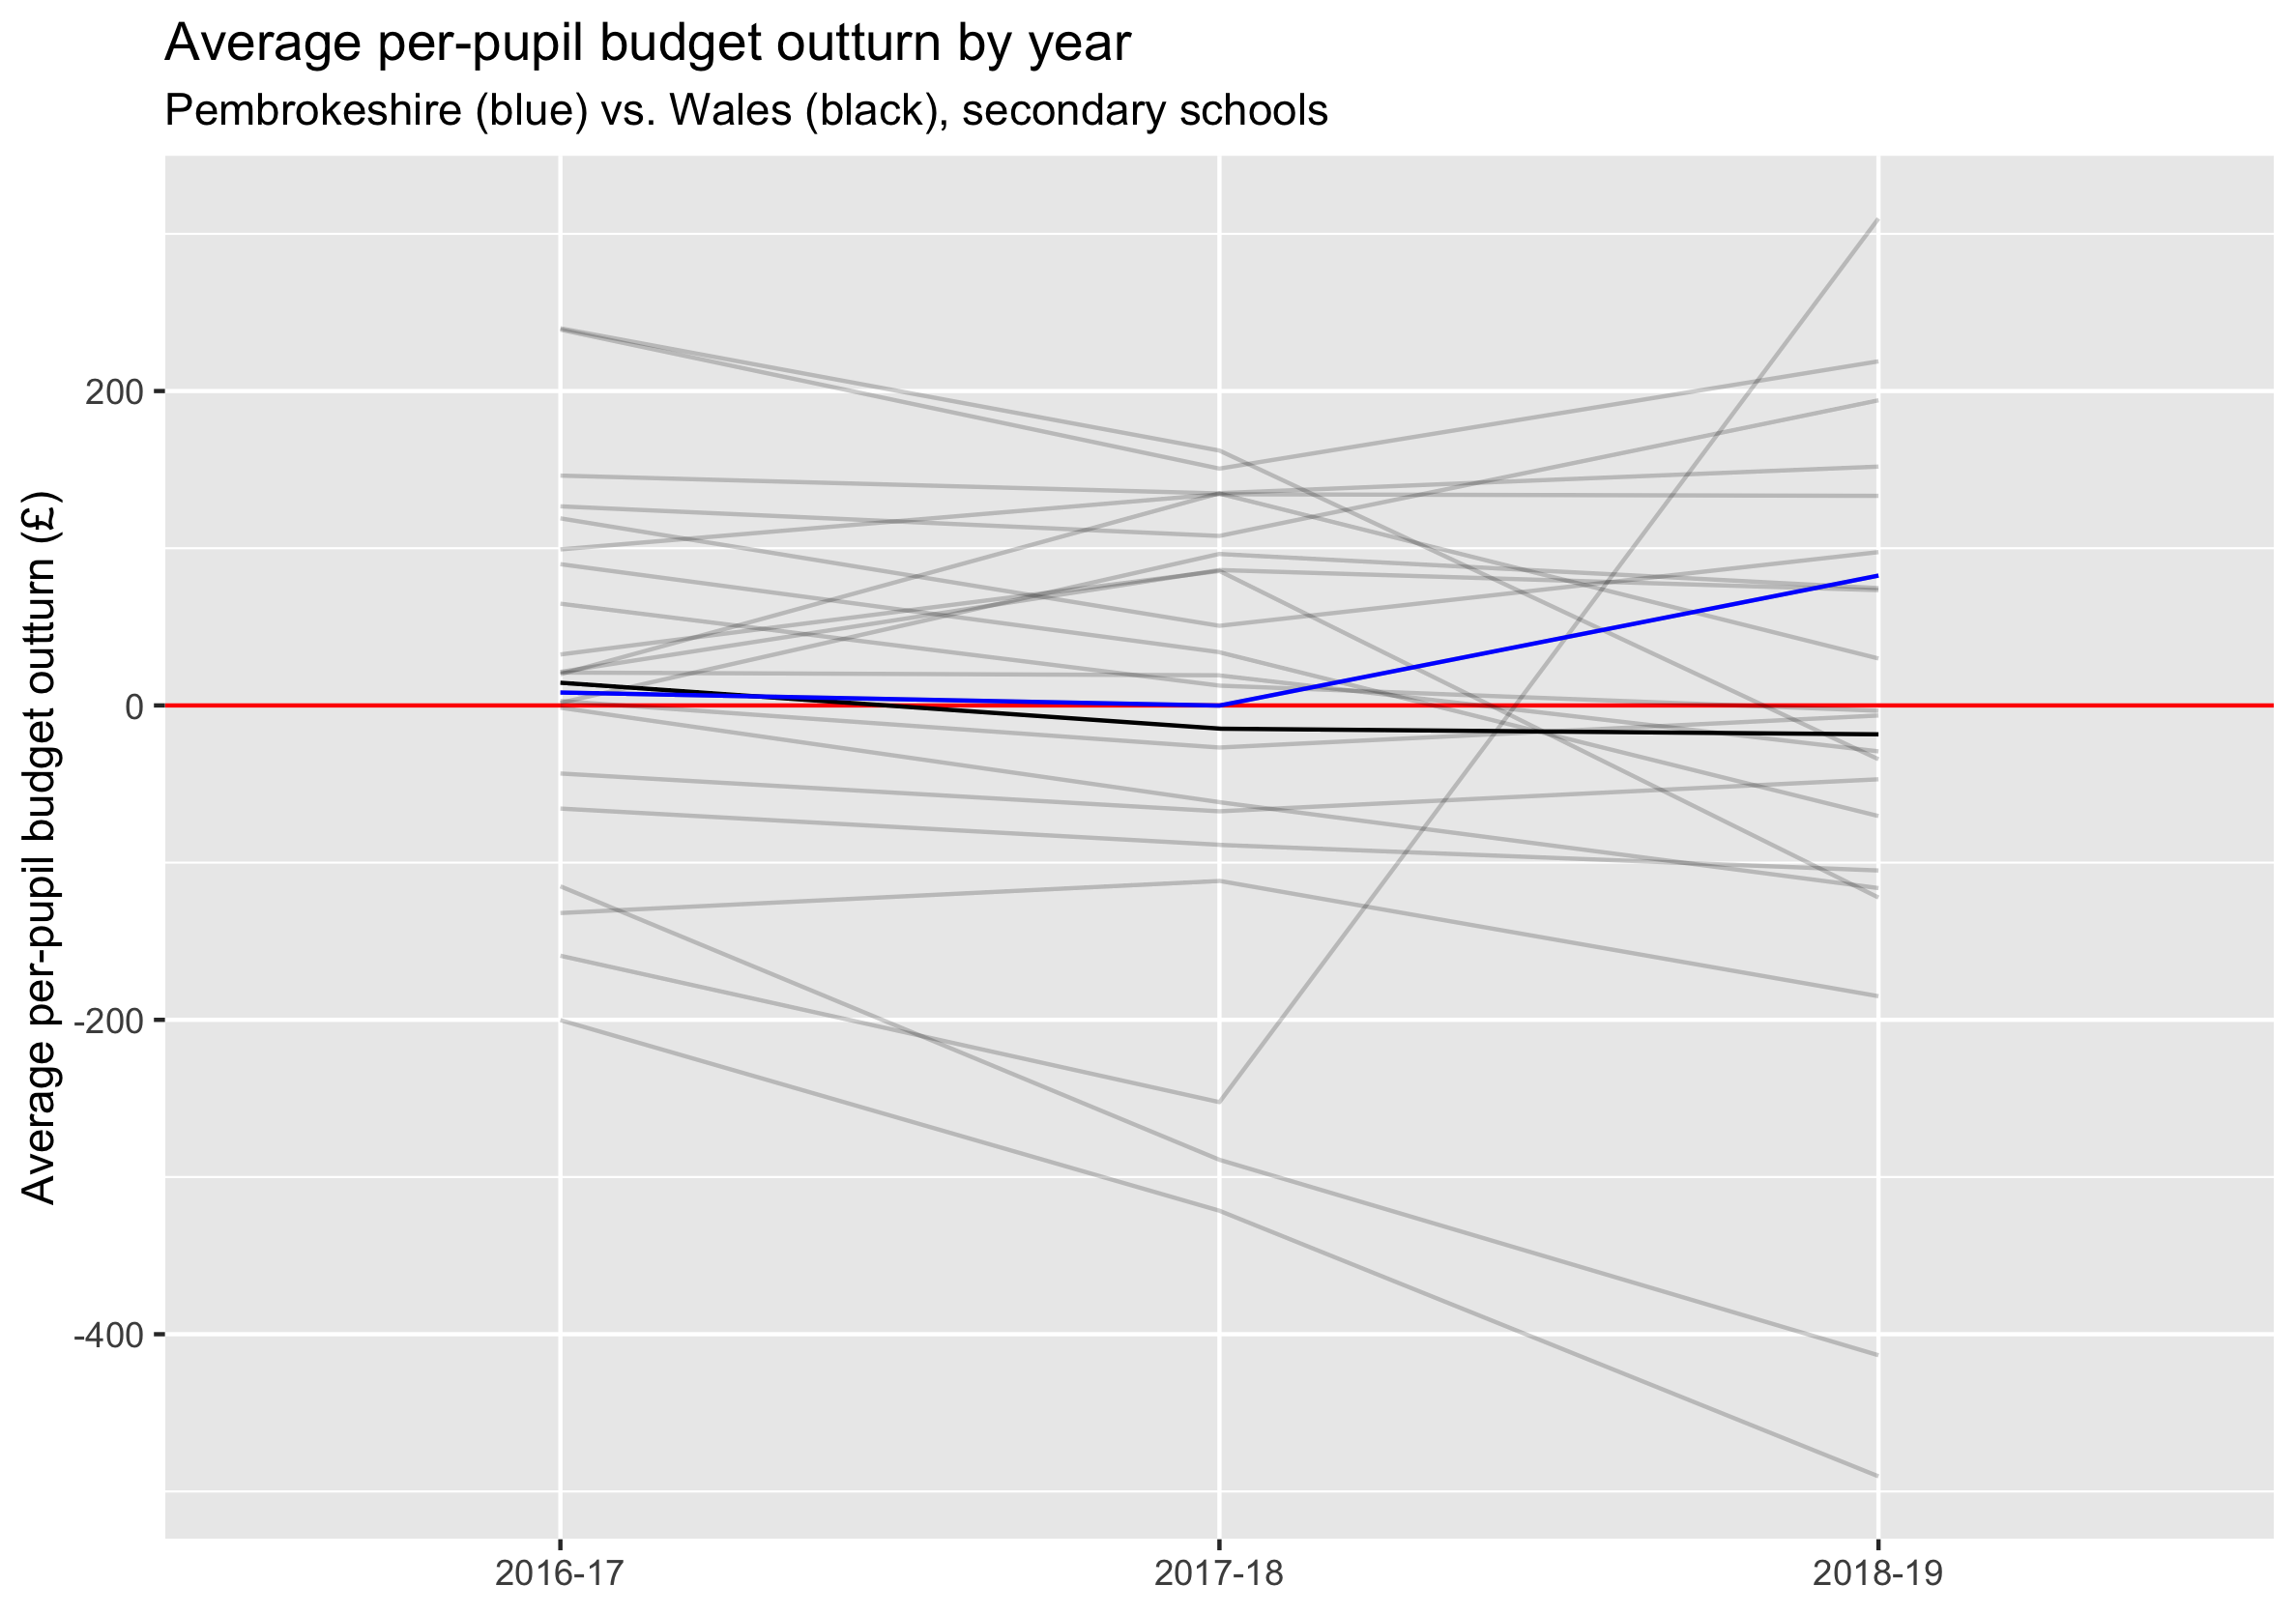 Average per-pupil budget outturn by year
Pembrokeshire (blue) vs. Wales (black), secondary schools
Average per-pupil budget outturn (£)
200
0
-200
-400
2016-17
2017-18
2018-19